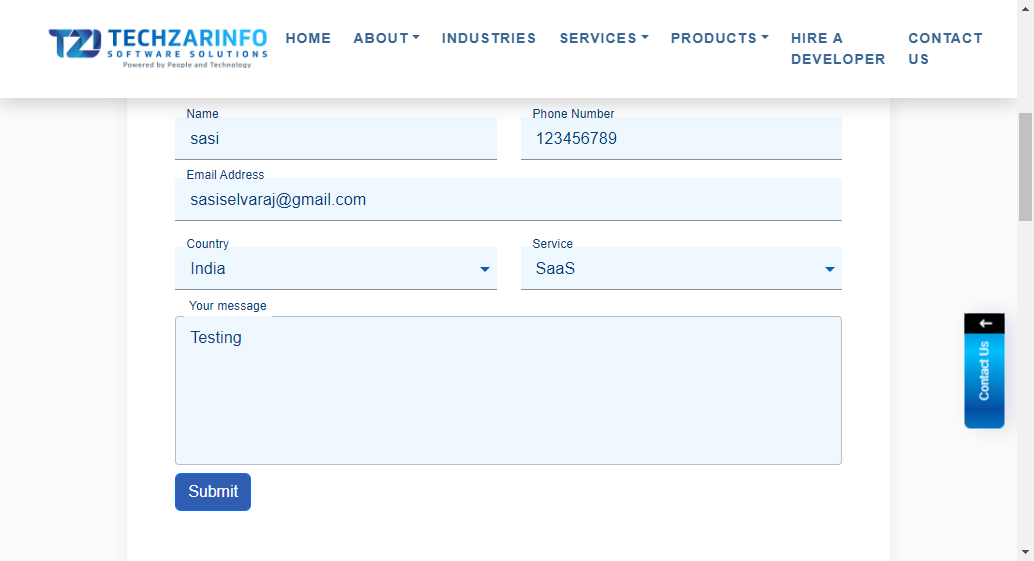 TZI TECHZARINFO
SOFTWARE SOLUTIONS
Powered by People and Technology
HOME ABOUT INDUSTRIES SERVICES PRODUCTS HIRE A DEVELOPER CONTACT US
Name
sasi
Phone Number
123456789
Email Address
sasiselvaraj@gmail.com
Country
India
Service
SaaS
Your message
Testing
Submit
Contact Us